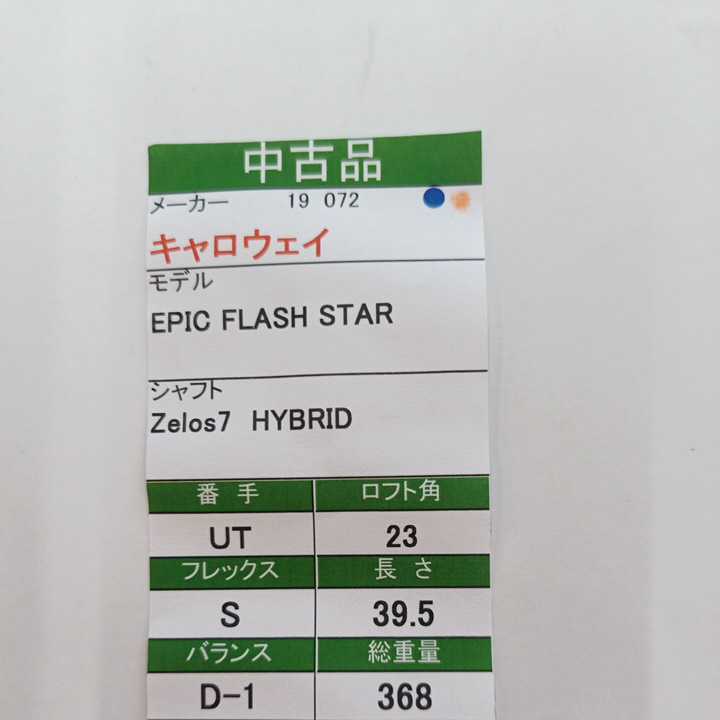 中古品
メーカー 19 072
キャロウェイ
モデル
EPIC FLASH STAR
シャフト
Zelos7 HYBRID
番 手 ロフト角
UT 23
フレックス 長 さ
S 39.5
バランス 総重量
D-1 368